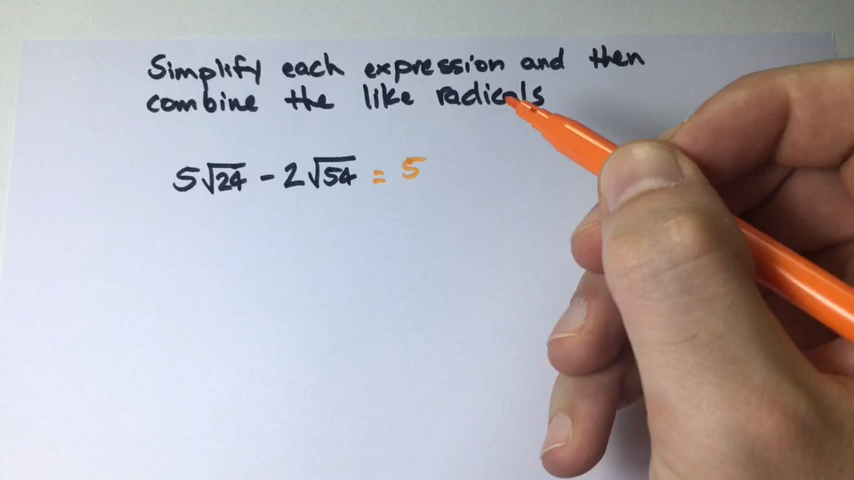 Simplify each expression and then
combine the like radicals
5√24 - 2√54 = 5